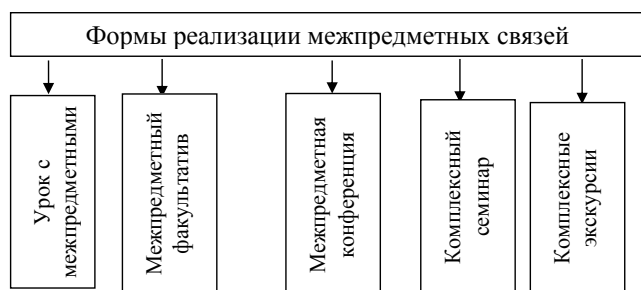 Формы реализации межпредметных связей
Урок с
межпредметными
Межпредметный
факультатив
Межпредметная
конференция
Комплексный
семинар
Комплексные
экскурсии